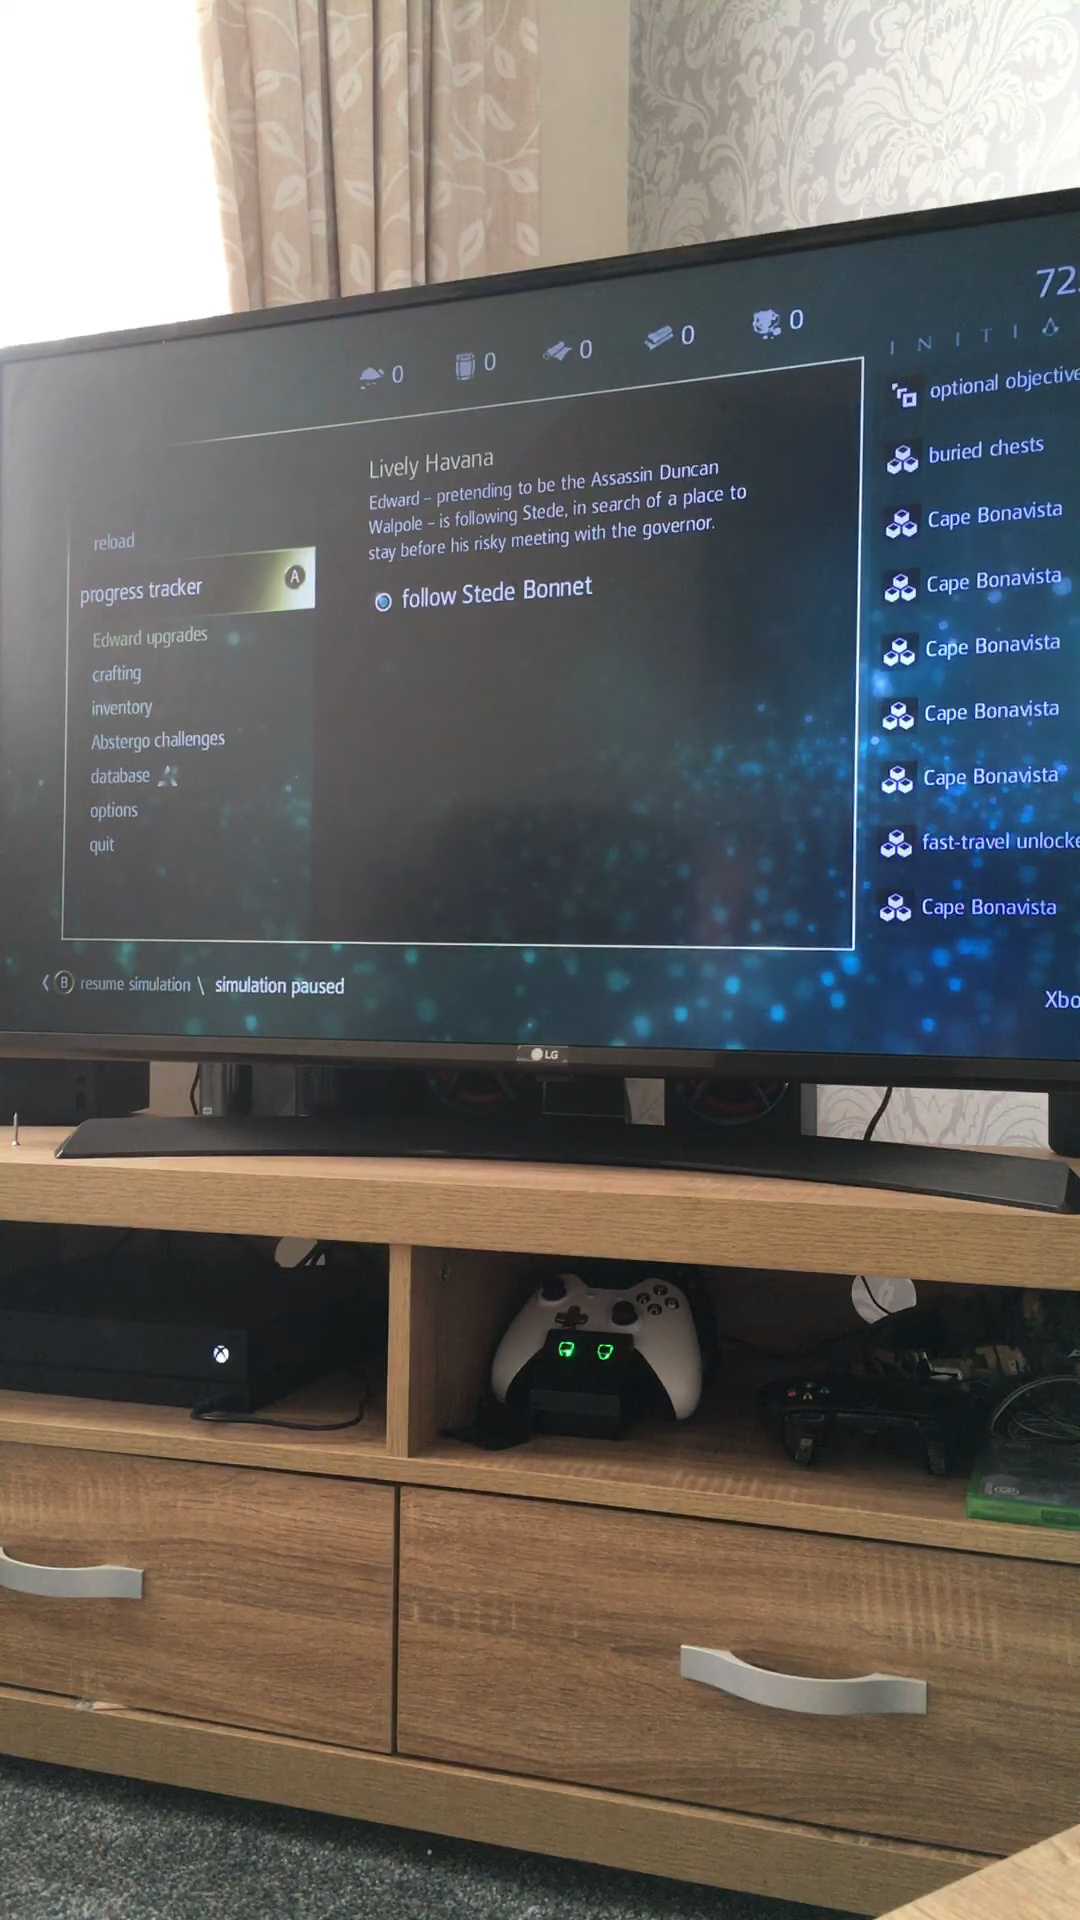 72
0
0
0
0
0
INITI
optional objective
buried chests
Cape Bonavista
Cape Bonavista
Cape Bonavista
Cape Bonavista
Cape Bonavista
fast-travel unlocke
Cape Bonavista
Lively Havana
Edward – pretending to be the Assassin Duncan
Walpole – is following Stede, in search of a place to
stay before his risky meeting with the governor.
follow Stede Bonnet
reload
progress tracker A
Edward upgrades
crafting
inventory
Abstergo challenges
database
options
quit
B resume simulation \ simulation paused
Xbo
LG